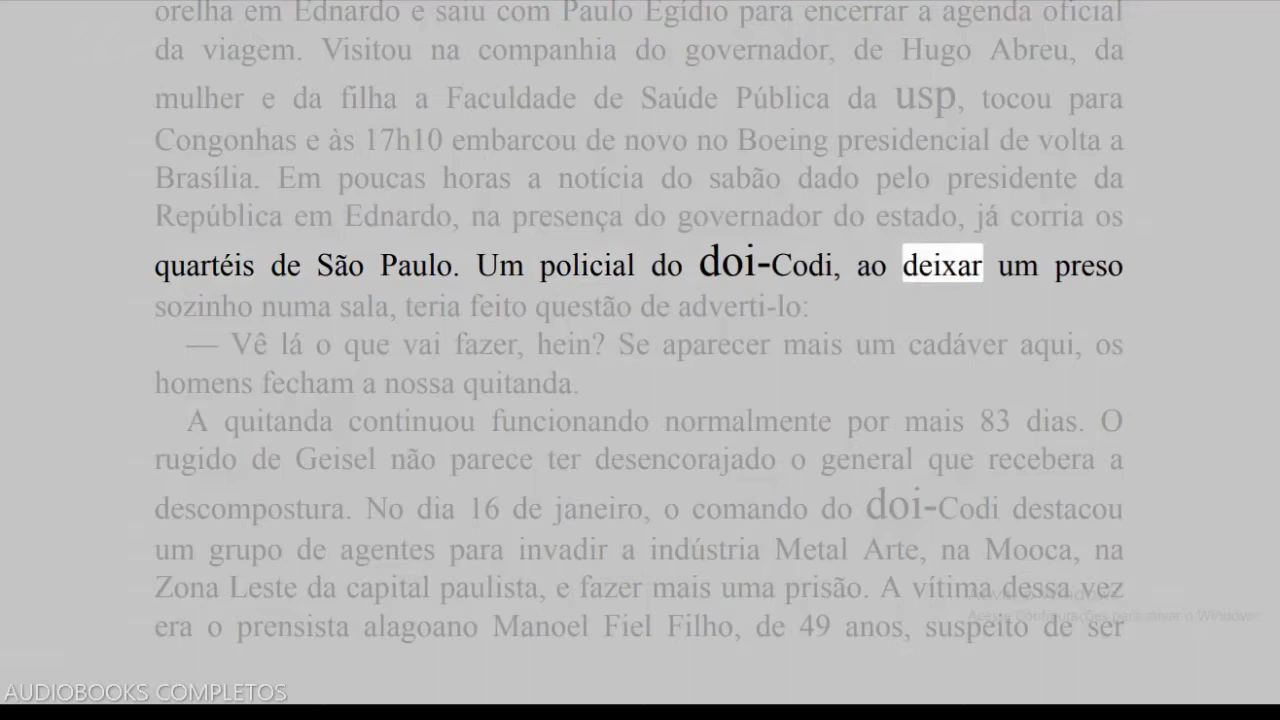 orelha em Ednardo e saiu com Paulo Egídio para encerrar a agenda oficial
da viagem. Visitou na companhia do governador, de Hugo Abreu, da
mulher e da filha a Faculdade de Saúde Pública da usp, tocou para
Congonhas e às 17h10 embarcou de novo no Boeing presidencial de volta a
Brasília. Em poucas horas a notícia do sabão dado pelo presidente da
República em Ednardo, na presença do governador do estado, já corria os
quartéis de São Paulo. Um policial do doi-Codi, ao deixar um preso
sozinho numa sala, teria feito questão de adverti-lo:
— Vê lá o que vai fazer, hein? Se aparecer mais um cadáver aqui, os
homens fecham a nossa quitanda.
A quitanda continuou funcionando normalmente por mais 83 dias. O
rugido de Geisel não parece ter desencorajado o general que recebera a
descompostura. No dia 16 de janeiro, o comando do doi-Codi destacou
um grupo de agentes para invadir a indústria Metal Arte, na Mooca, na
Zona Leste da capital paulista, e fazer mais uma prisão. A vítima dessa vez
era o prensista alagoano Manoel Fiel Filho, de 49 anos, suspeito de ser
Acesse Configurações para ativar o Windows.
AUDIOBOOKS COMPLETOS